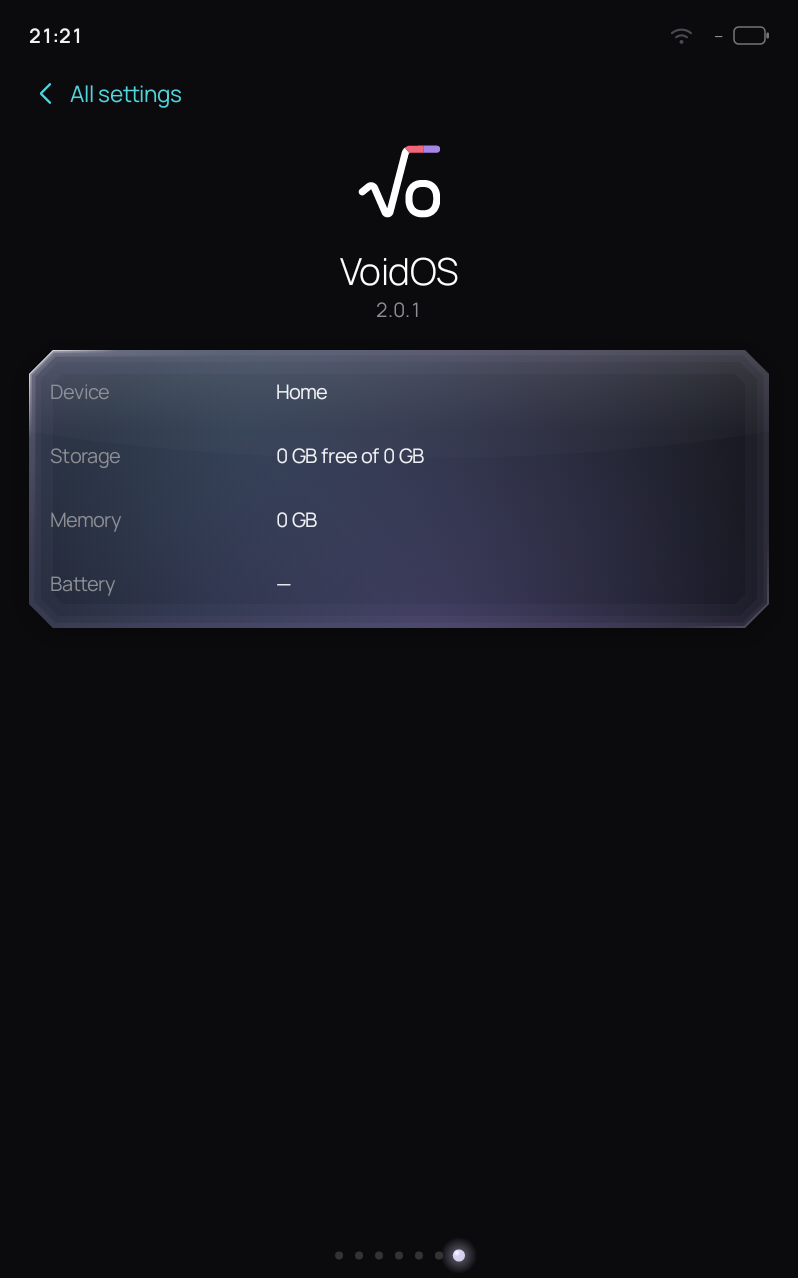 21:21
–
All settings
√o
VoidOS
2.0.1
Device Home
Storage 0 GB free of 0 GB
Memory 0 GB
Battery —